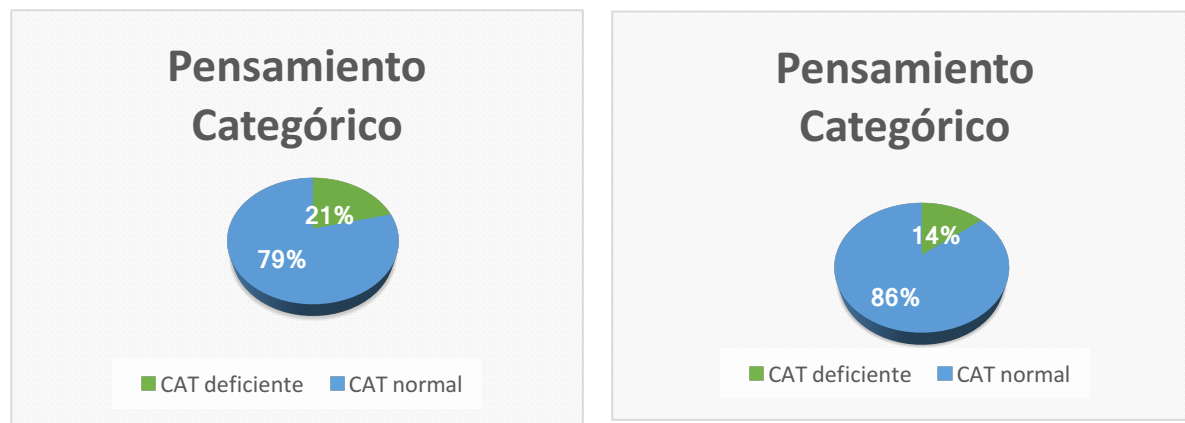 Pensamiento
Categórico
21%
79%
CAT deficiente CAT normal
Pensamiento
Categórico
14%
86%
CAT deficiente CAT normal